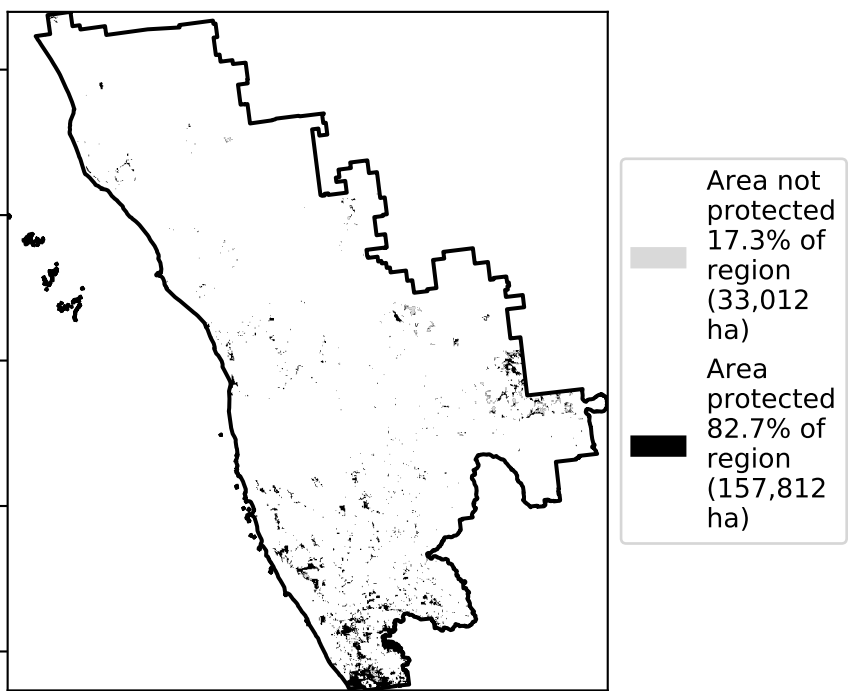 Area not
protected
17.3% of
region
(33,012
ha)
Area
protected
82.7% of
region
(157,812
ha)